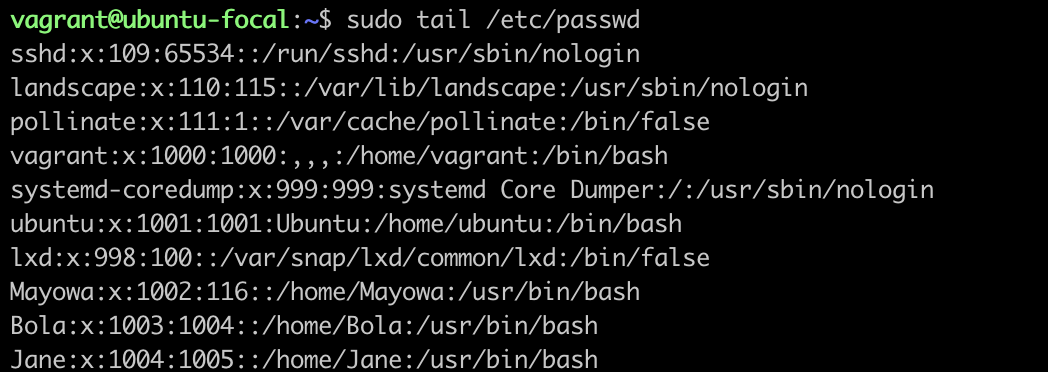 vagrant@ubuntu-focal:~$ sudo tail /etc/passwd
sshd:x:109:65534::/run/sshd:/usr/sbin/nologin
landscape:x:110:115::/var/lib/landscape:/usr/sbin/nologin
pollinate:x:111:1::/var/cache/pollinate:/bin/false
vagrant:x:1000:1000:,,,:/home/vagrant:/bin/bash
systemd-coredump:x:999:999:systemd Core Dumper:/:/usr/sbin/nologin
ubuntu:x:1001:1001:Ubuntu:/home/ubuntu:/bin/bash
lxd:x:998:100::/var/snap/lxd/common/lxd:/bin/false
Mayowa:x:1002:116::/home/Mayowa:/usr/bin/bash
Bola:x:1003:1004::/home/Bola:/usr/bin/bash
Jane:x:1004:1005::/home/Jane:/usr/bin/bash